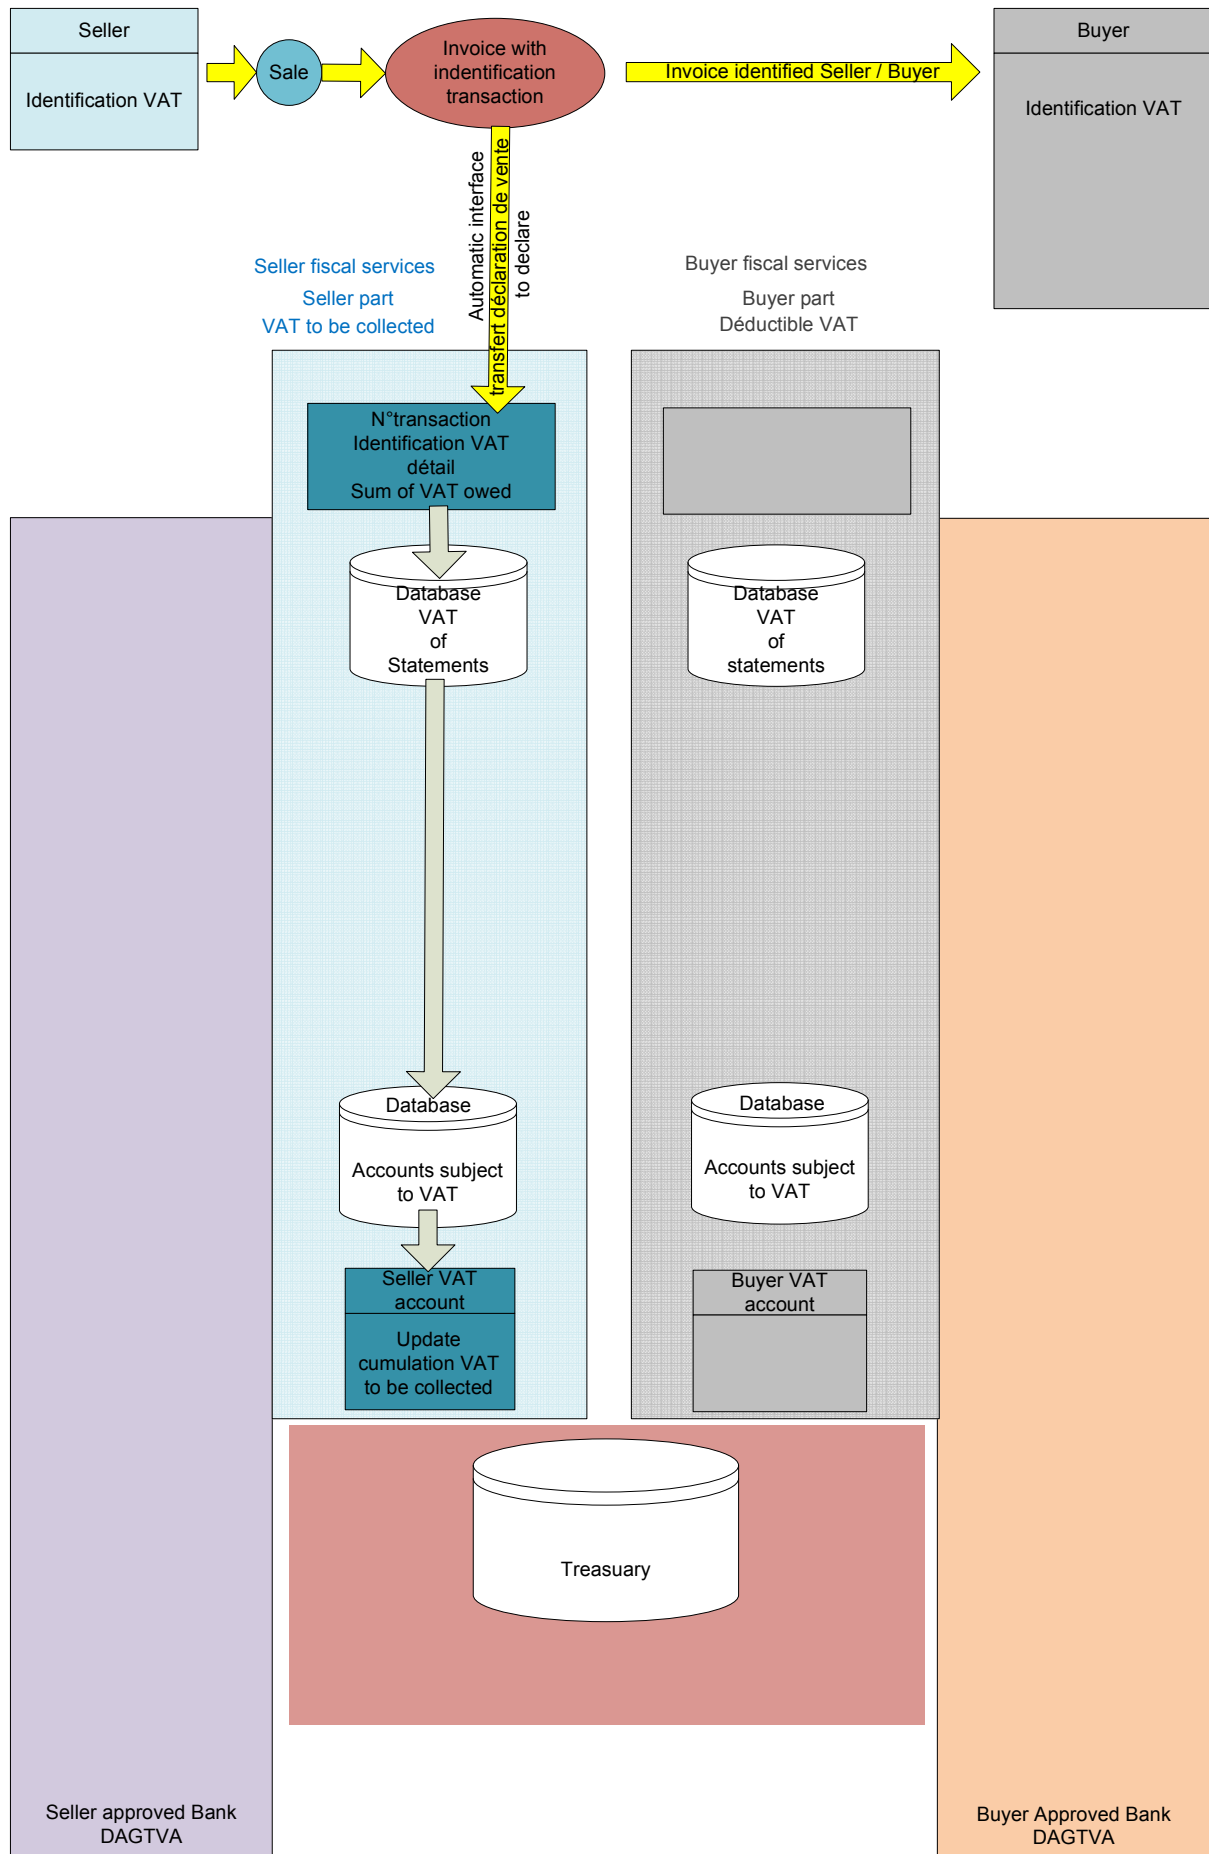 Seller
Identification VAT
Sale
Invoice with
indentification
transaction
Invoice identified Seller / Buyer
Buyer
Identification VAT
Automatic interface
transfert déclaration de vente
to declare
Seller fiscal services
Seller part
VAT to be collected
Buyer fiscal services
Buyer part
Déductible VAT
N°transaction
Identification VAT
détail
Sum of VAT owed
Database
VAT
of
Statements
Database
VAT
of
statements
Database
Accounts subject
to VAT
Database
Accounts subject
to VAT
Seller VAT
account
Update
cumulation VAT
to be collected
Buyer VAT
account
Treasuary
Seller approved Bank
DAGTVA
Buyer Approved Bank
DAGTVA